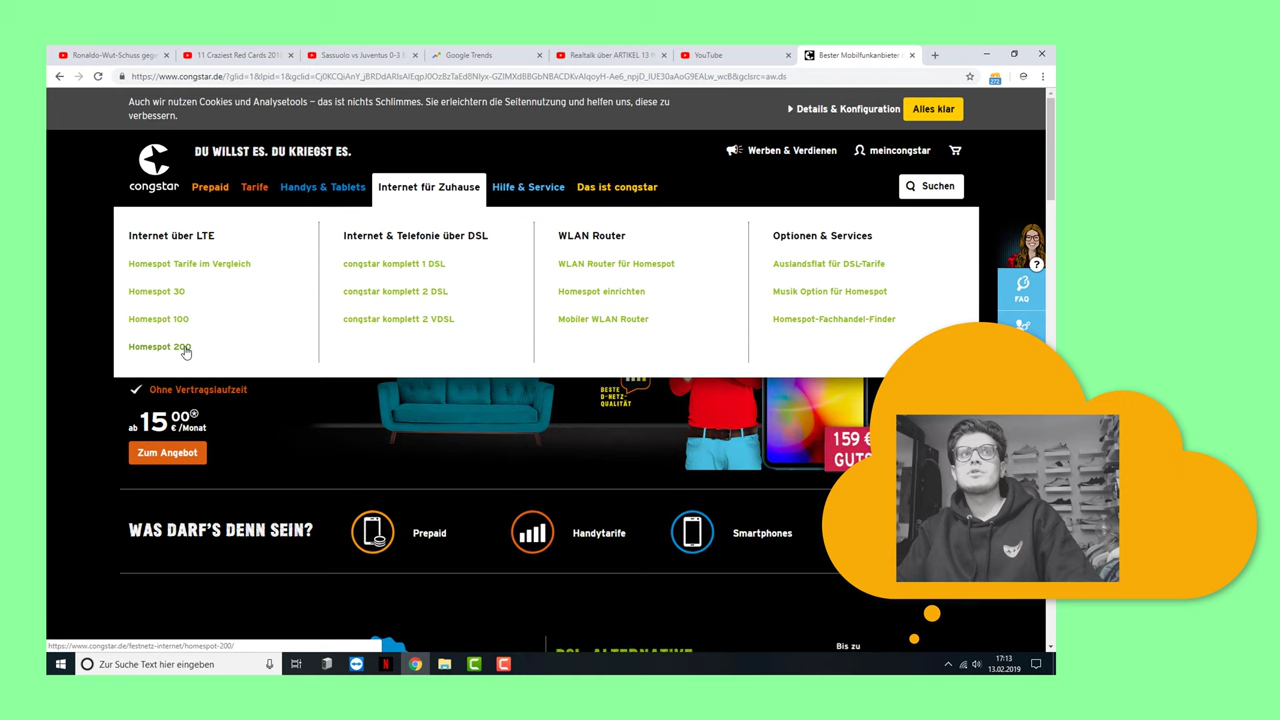 Ronaldo-Wut-Schuss gege
11 Craziest Red Cards 201
Sassuolo vs Juventus 0-3
Google Trends
Realtalk über ARTIKEL 13
YouTube
Bester Mobilfunkanbieter
Auch wir nutzen Cookies und Analysetools – das ist nichts Schlimmes. Sie erleichtern die Seitennutzung und helfen uns, diese zu
verbessern.
Details & Konfiguration
Alles klar
DU WILLST ES. DU KRIEGST ES.
Werben & Verdienen
meincongstar
congstar
Prepaid
Tarife
Handys & Tablets
Internet für Zuhause
Hilfe & Service
Das ist congstar
Suchen
Internet über LTE
Homespot Tarife im Vergleich
Homespot 30
Homespot 100
Homespot 200
Internet & Telefonie über DSL
congstar komplett 1 DSL
congstar komplett 2 DSL
congstar komplett 2 VDSL
WLAN Router
WLAN Router für Homespot
Homespot einrichten
Mobiler WLAN Router
Optionen & Services
Auslandsflat für DSL-Tarife
Musik Option für Homespot
Homespot-Fachhandel-Finder
?
FAQ
Ohne Vertragslaufzeit
ab 15 00 € /Monat
Zum Angebot
BESTE
D-NETZ-
QUALITÄT
159 €
GUT
WAS DARF'S DENN SEIN?
Prepaid
Handytarife
Smartphones
DSL-ALTERNATIVE
Bis zu
https://www.congstar.de/festnetz-internet/homespot-200/
Zur Suche Text hier eingeben
N
17:13
13.02.2019